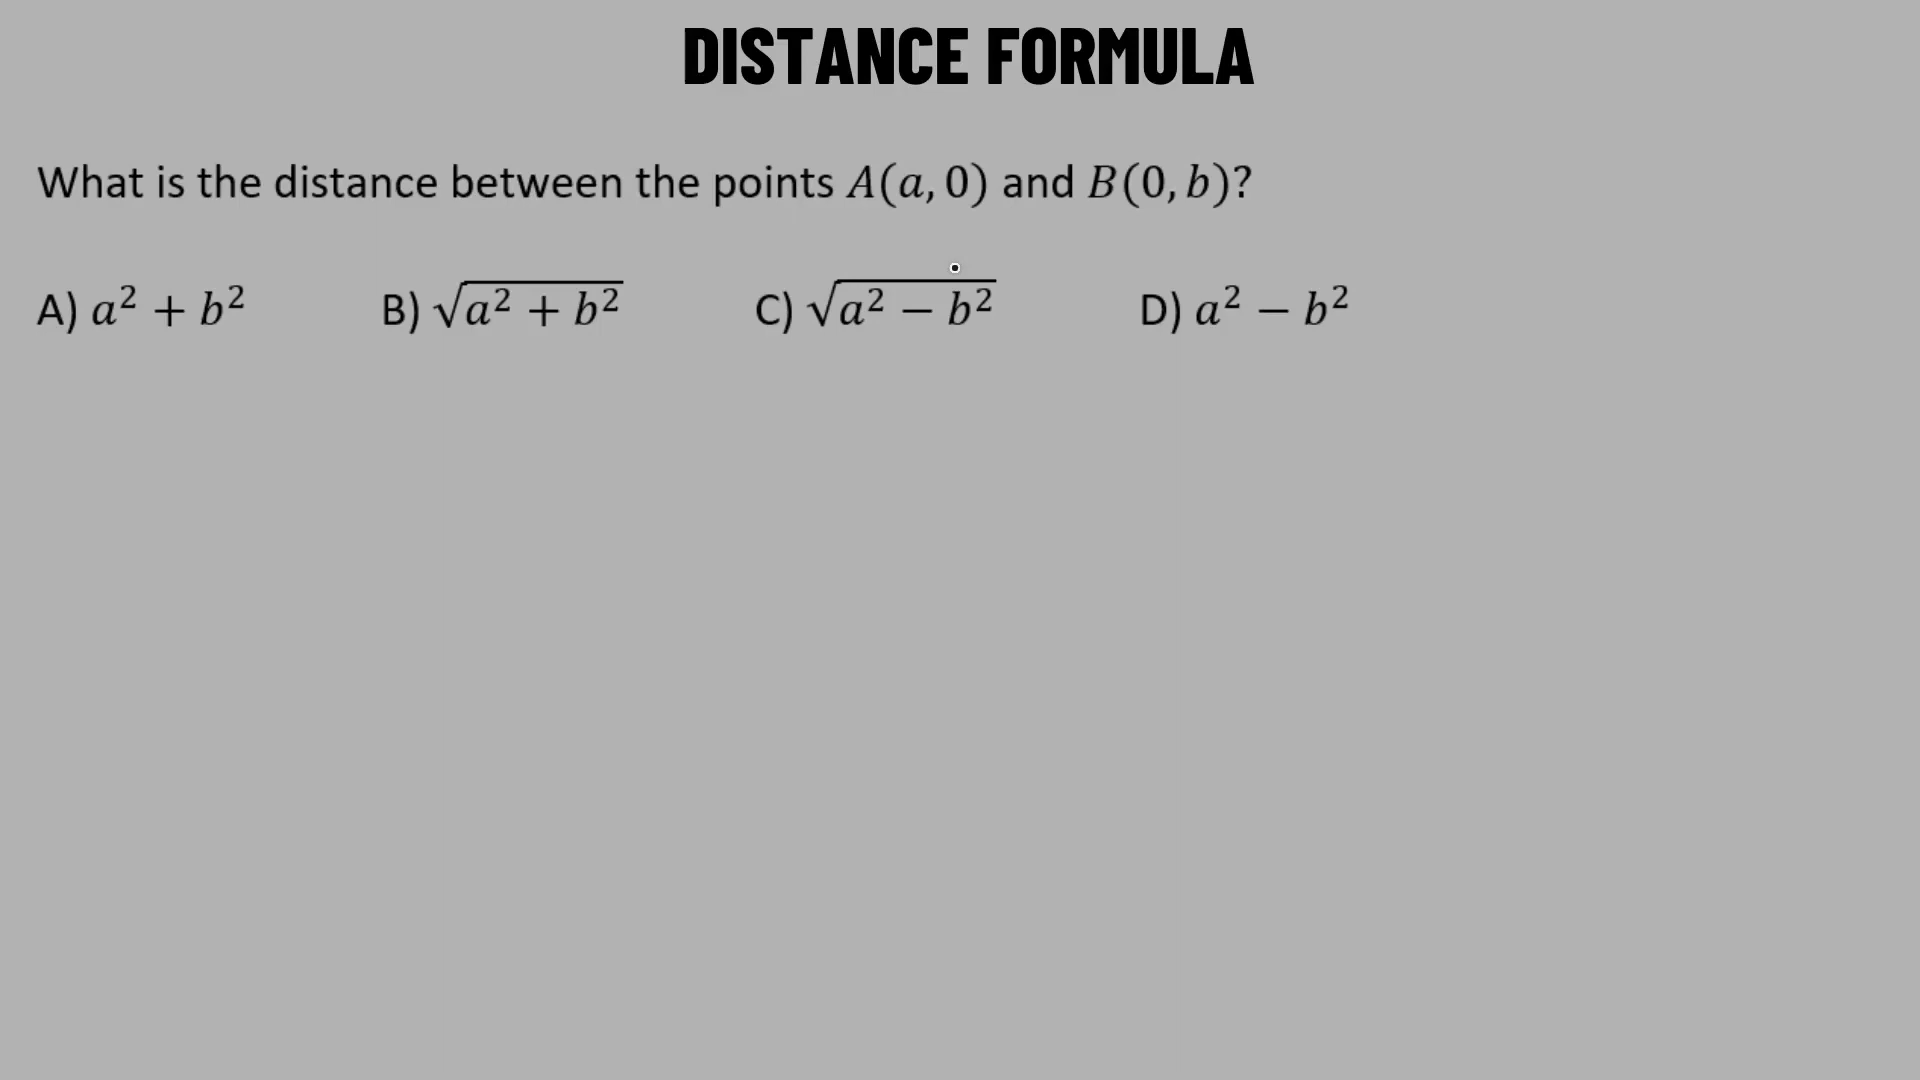 DISTANCE FORMULA
What is the distance between the points A(a, 0) and B(0, b)?
A) a² + b² B) √(a² + b²) C) √(a² − b²) D) a² − b²